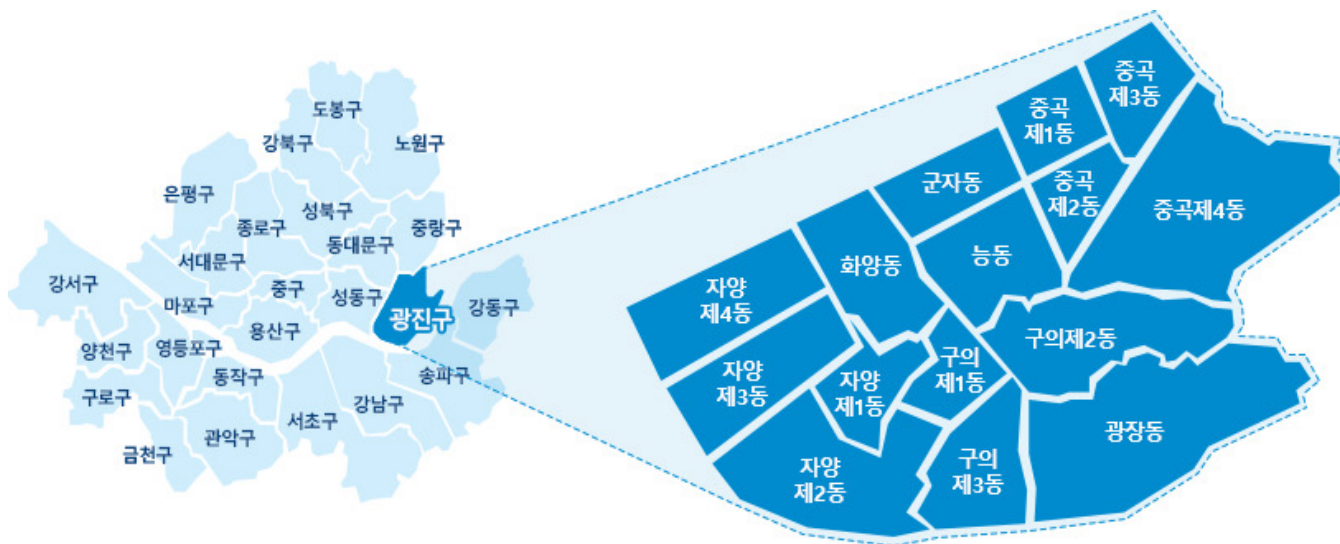 도봉구
강북구
노원구
은평구
성북구
종로구
중랑구
동대문구
서대문구
강서구
중구
성동구
마포구
광진구
강동구
용산구
양천구
영등포구
동작구
송파구
구로구
강남구
서초구
관악구
금천구
중곡
제3동
중곡
제1동
군자동
중곡
제2동
중곡제4동
화양동
능동
자양
제4동
구의제2동
자양
제3동
자양
제1동
구의
제1동
광장동
자양
제2동
구의
제3동